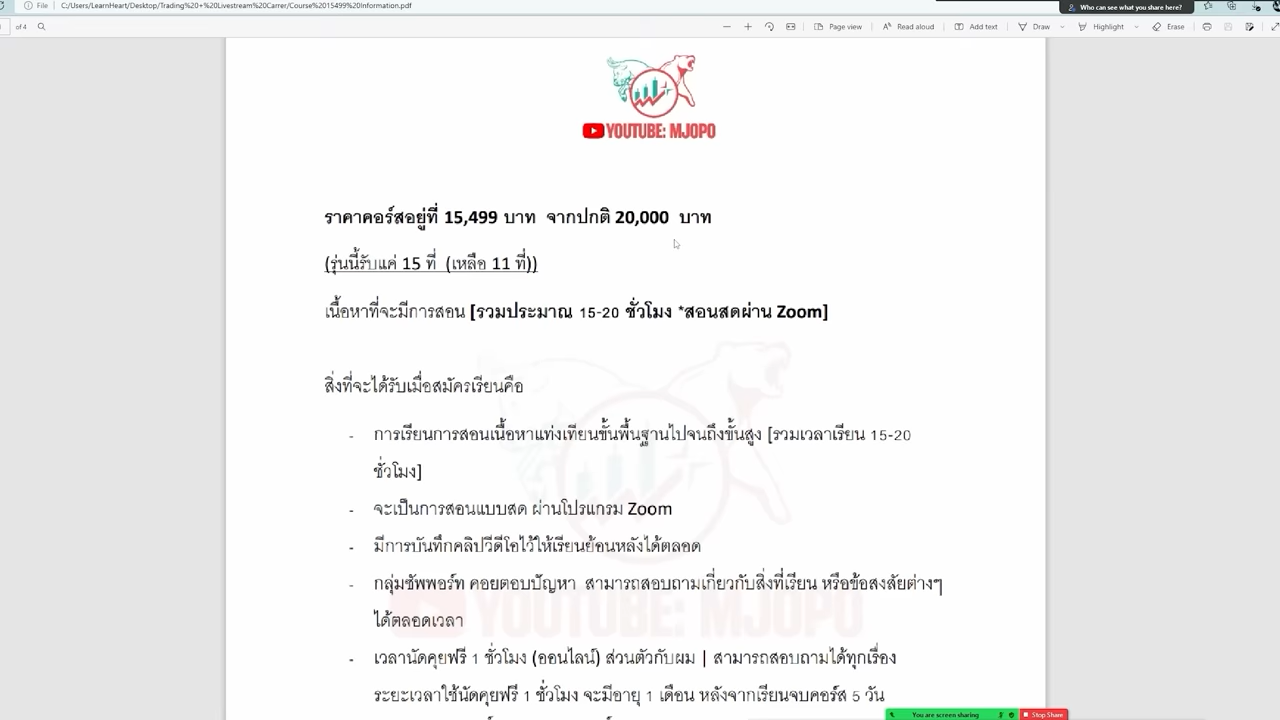 File C:/Users/LearnHeart/Desktop/Trading%20+%20Livestream%20Carrer/Course%2015499%20Information.pdf
Who can see what you share here?
of 4
Page view
Read aloud
Add text
Draw
Highlight
Erase
YOUTUBE: MJOPO
ราคาคอร์สอยู่ที่ 15,499 บาท จากปกติ 20,000 บาท
(รุ่นนี้รับแค่ 15 ที่ (เหลือ 11 ที่))
เนื้อหาที่จะมีการสอน [รวมประมาณ 15-20 ชั่วโมง *สอนสดผ่าน Zoom]
สิ่งที่จะได้รับเมื่อสมัครเรียนคือ
- การเรียนการสอนเนื้อหาแท่งเทียนขั้นพื้นฐานไปจนถึงขั้นสูง [รวมเวลาเรียน 15-20
ชั่วโมง]
- จะเป็นการสอนแบบสด ผ่านโปรแกรม Zoom
- มีการบันทึกคลิปวีดีโอไว้ให้เรียนย้อนหลังได้ตลอด
- กลุ่มซัพพอร์ท คอยตอบปัญหา สามารถสอบถามเกี่ยวกับสิ่งที่เรียน หรือข้อสงสัยต่างๆ
ได้ตลอดเวลา
YOUTUBE: MJOPO
- เวลานัดคุยฟรี 1 ชั่วโมง (ออนไลน์) ส่วนตัวกับผม | สามารถสอบถามได้ทุกเรื่อง
ระยะเวลาใช้นัดคุยฟรี 1 ชั่วโมง จะมีอายุ 1 เดือน หลังจากเรียนจบคอร์ส 5 วัน
You are screen sharing
Stop Share